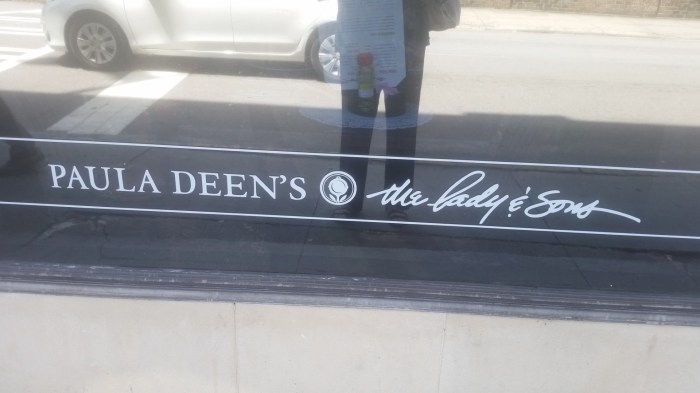 PAULA DEEN'S the Lady & Sons